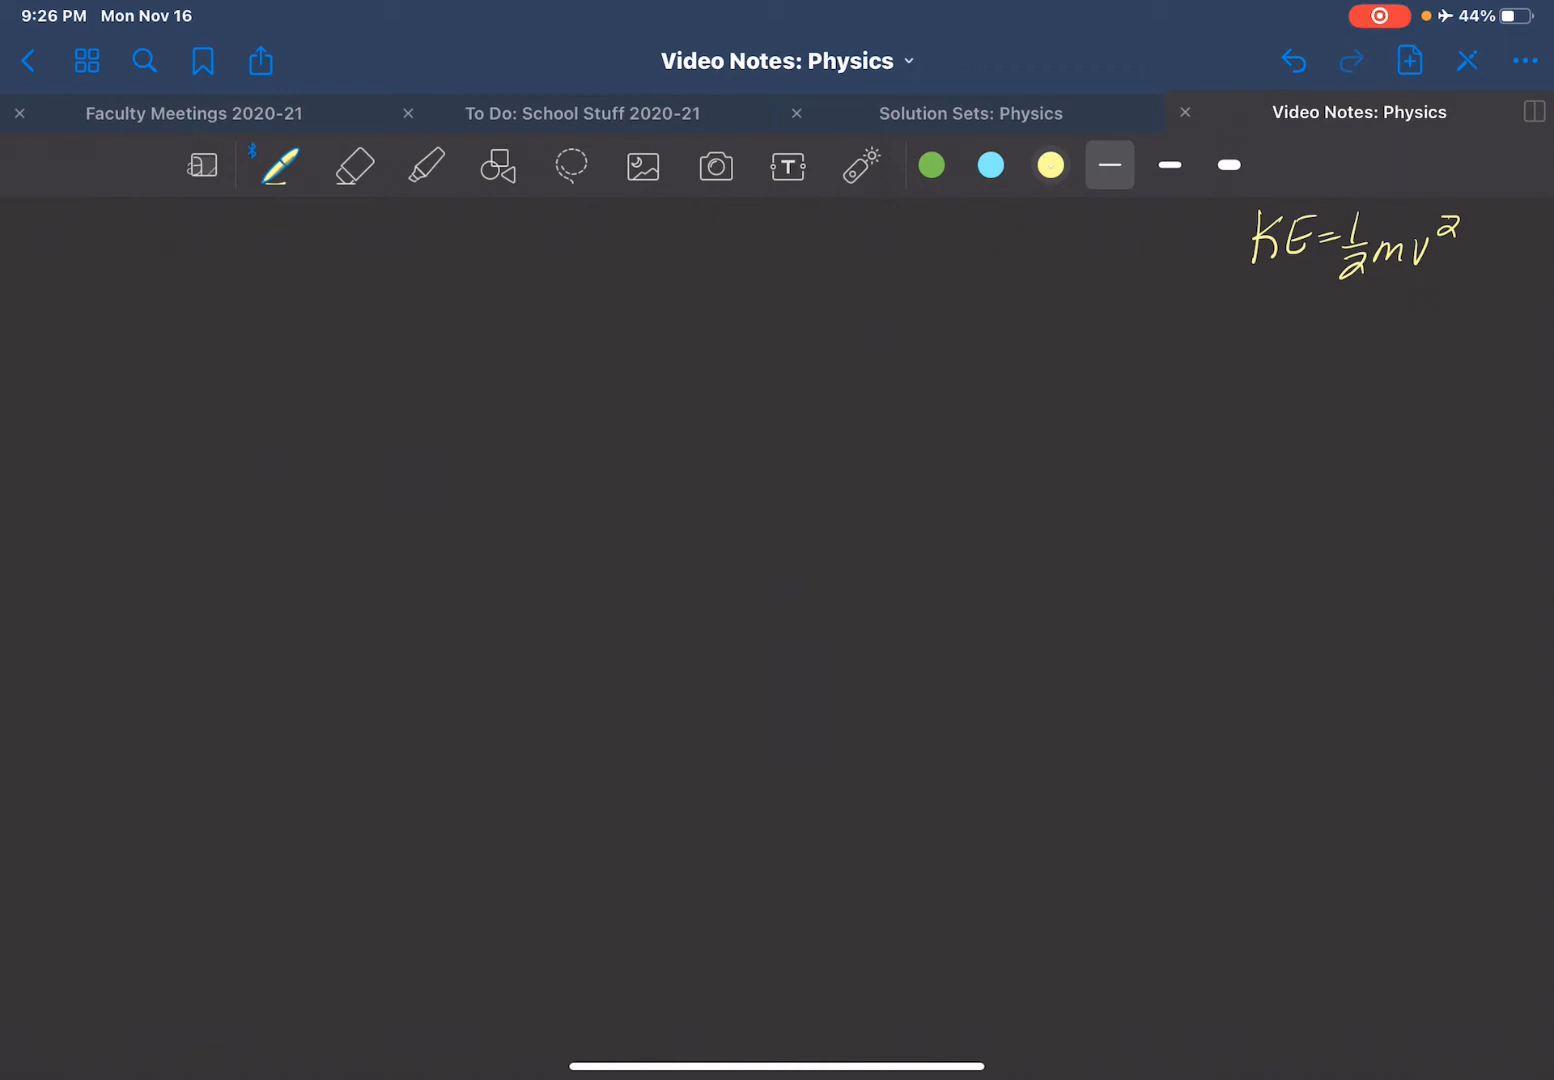 9:26 PM Mon Nov 16 44%
Video Notes: Physics
Faculty Meetings 2020-21 To Do: School Stuff 2020-21 Solution Sets: Physics Video Notes: Physics
a T
KE=1/2mv²